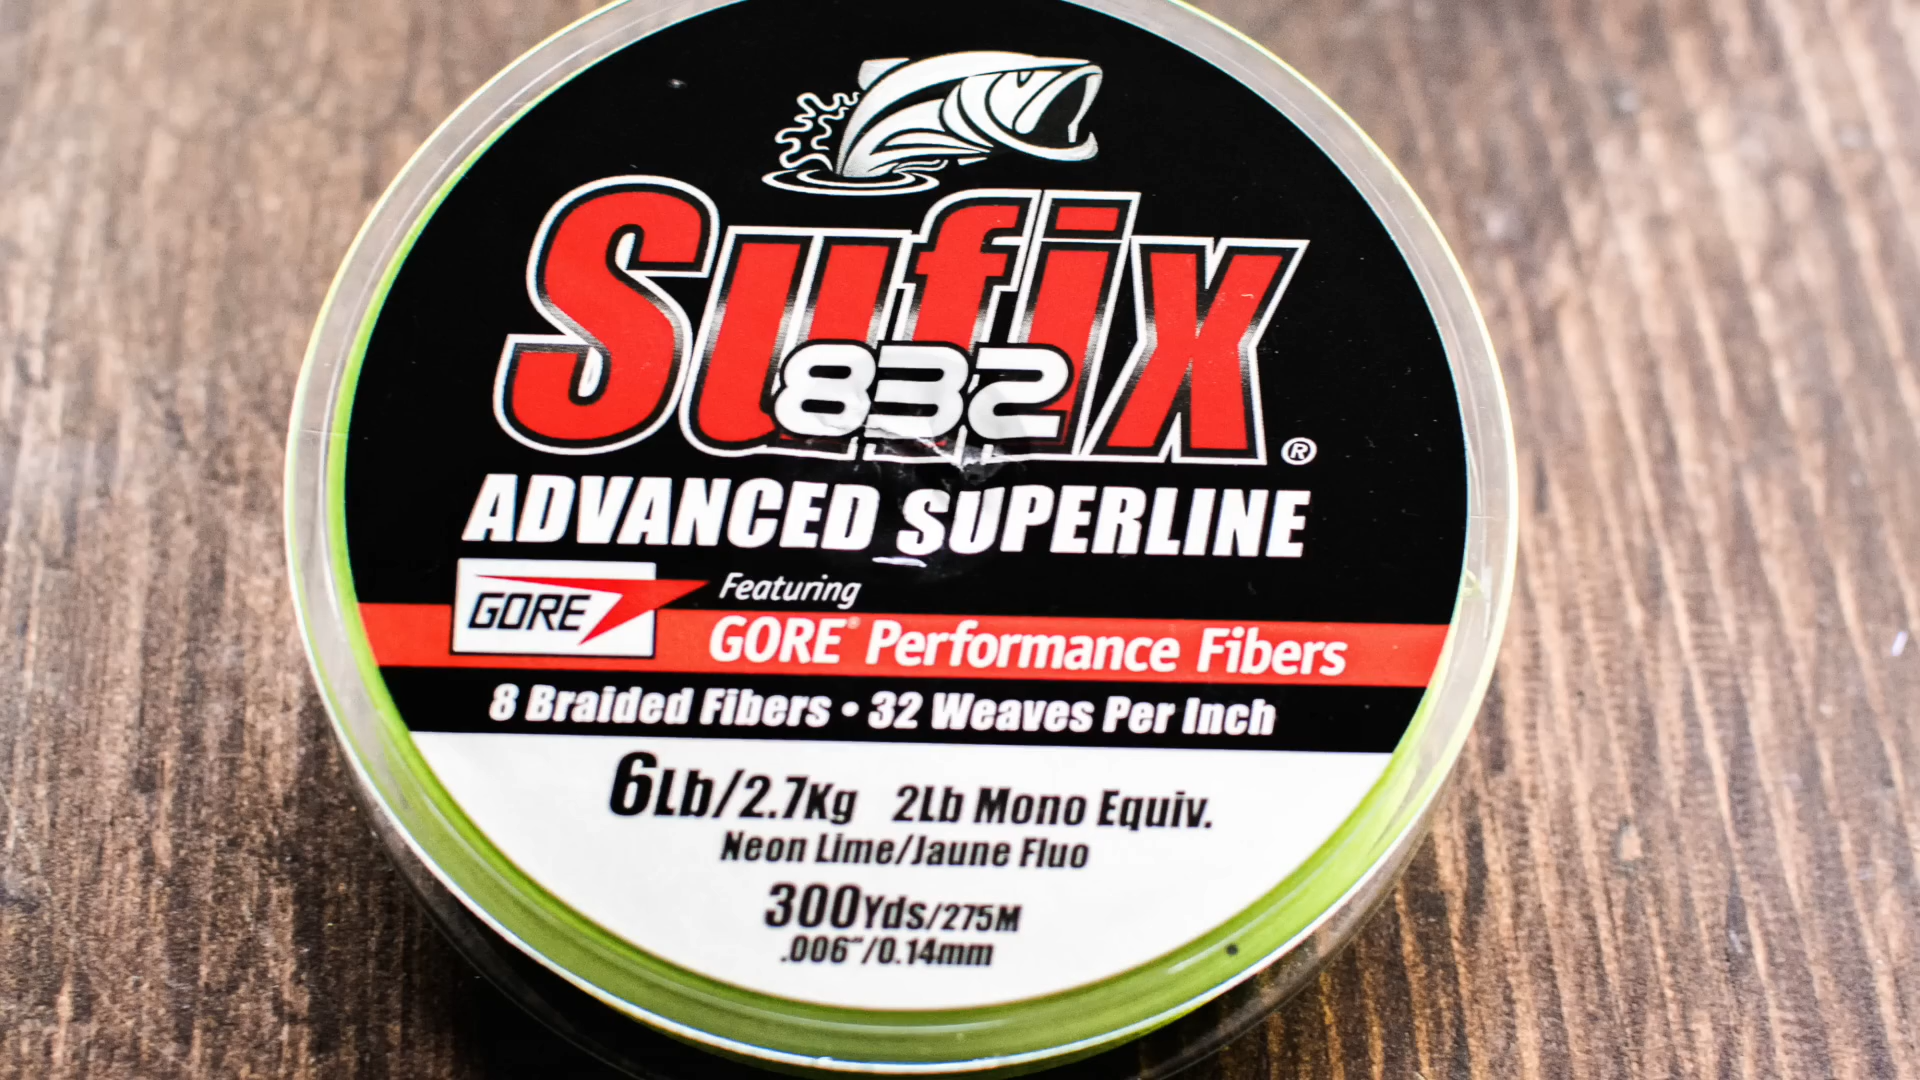 Sufix®
832
ADVANCED SUPERLINE
GORE
Featuring
GORE® Performance Fibers
8 Braided Fibers • 32 Weaves Per Inch
6Lb/2.7Kg 2Lb Mono Equiv.
Neon Lime/Jaune Fluo
300Yds/275M
.006"/0.14mm